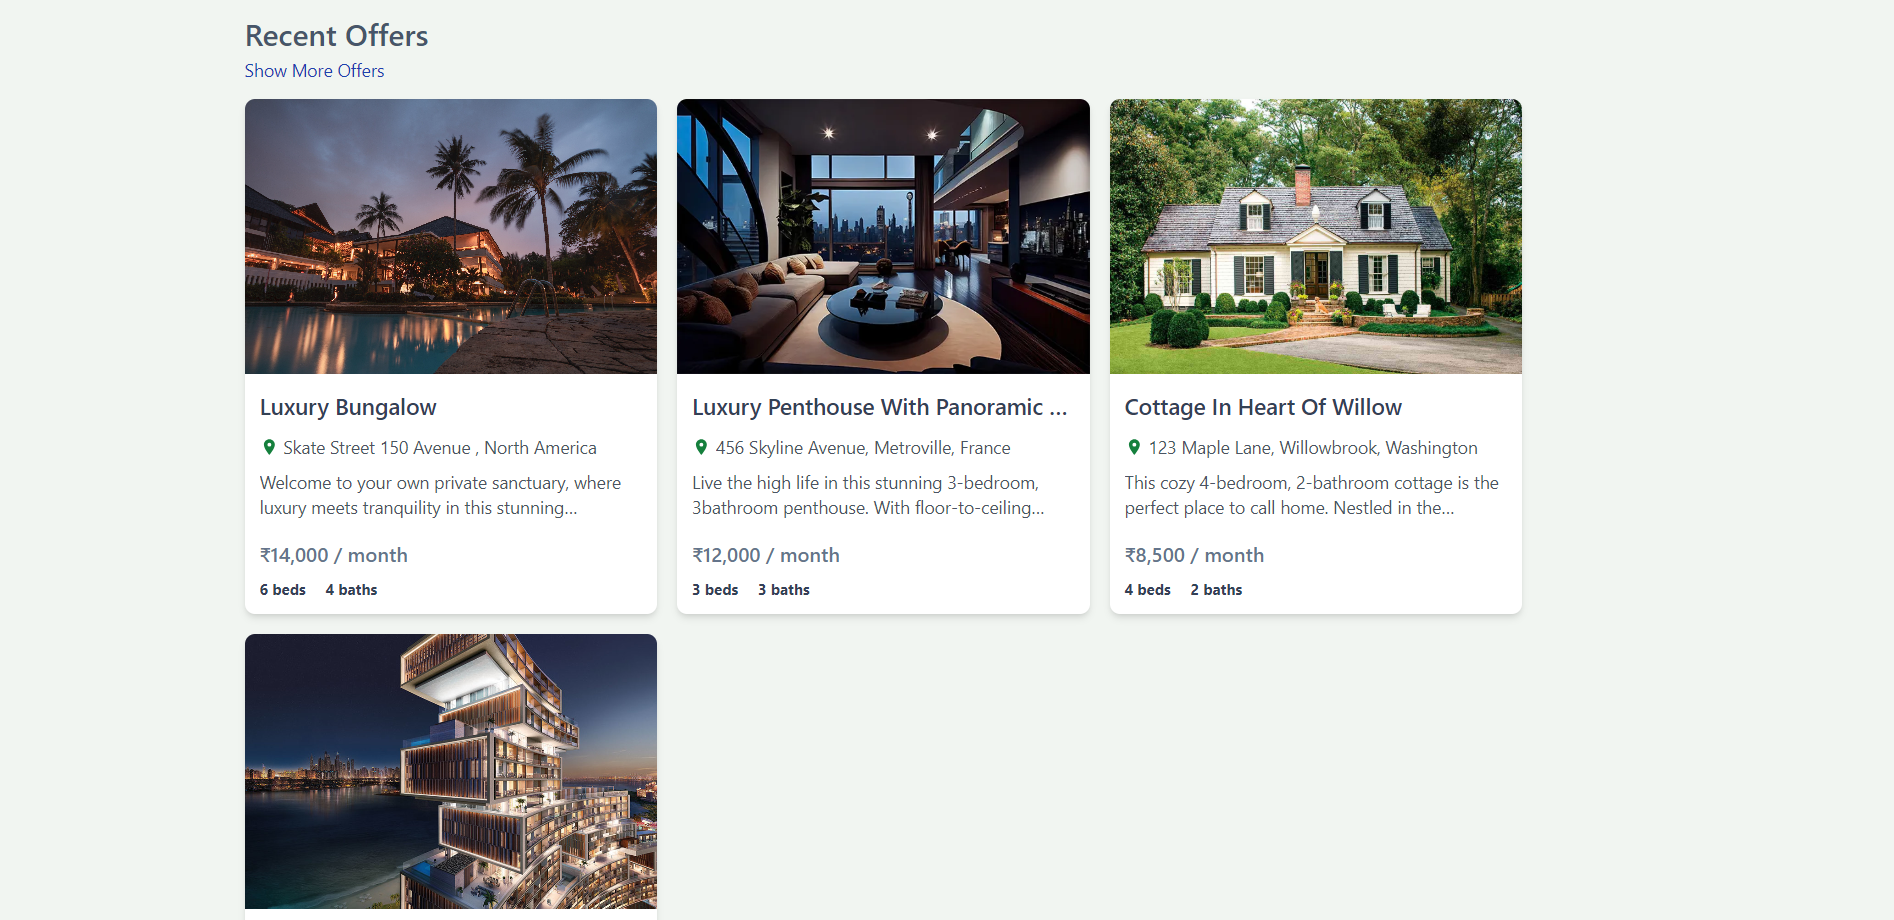 Recent Offers
Show More Offers
Luxury Bungalow
Skate Street 150 Avenue , North America
Welcome to your own private sanctuary, where
luxury meets tranquility in this stunning...
₹14,000 / month
6 beds 4 baths
Luxury Penthouse With Panoramic ...
456 Skyline Avenue, Metroville, France
Live the high life in this stunning 3-bedroom,
3bathroom penthouse. With floor-to-ceiling...
₹12,000 / month
3 beds 3 baths
Cottage In Heart Of Willow
123 Maple Lane, Willowbrook, Washington
This cozy 4-bedroom, 2-bathroom cottage is the
perfect place to call home. Nestled in the...
₹8,500 / month
4 beds 2 baths